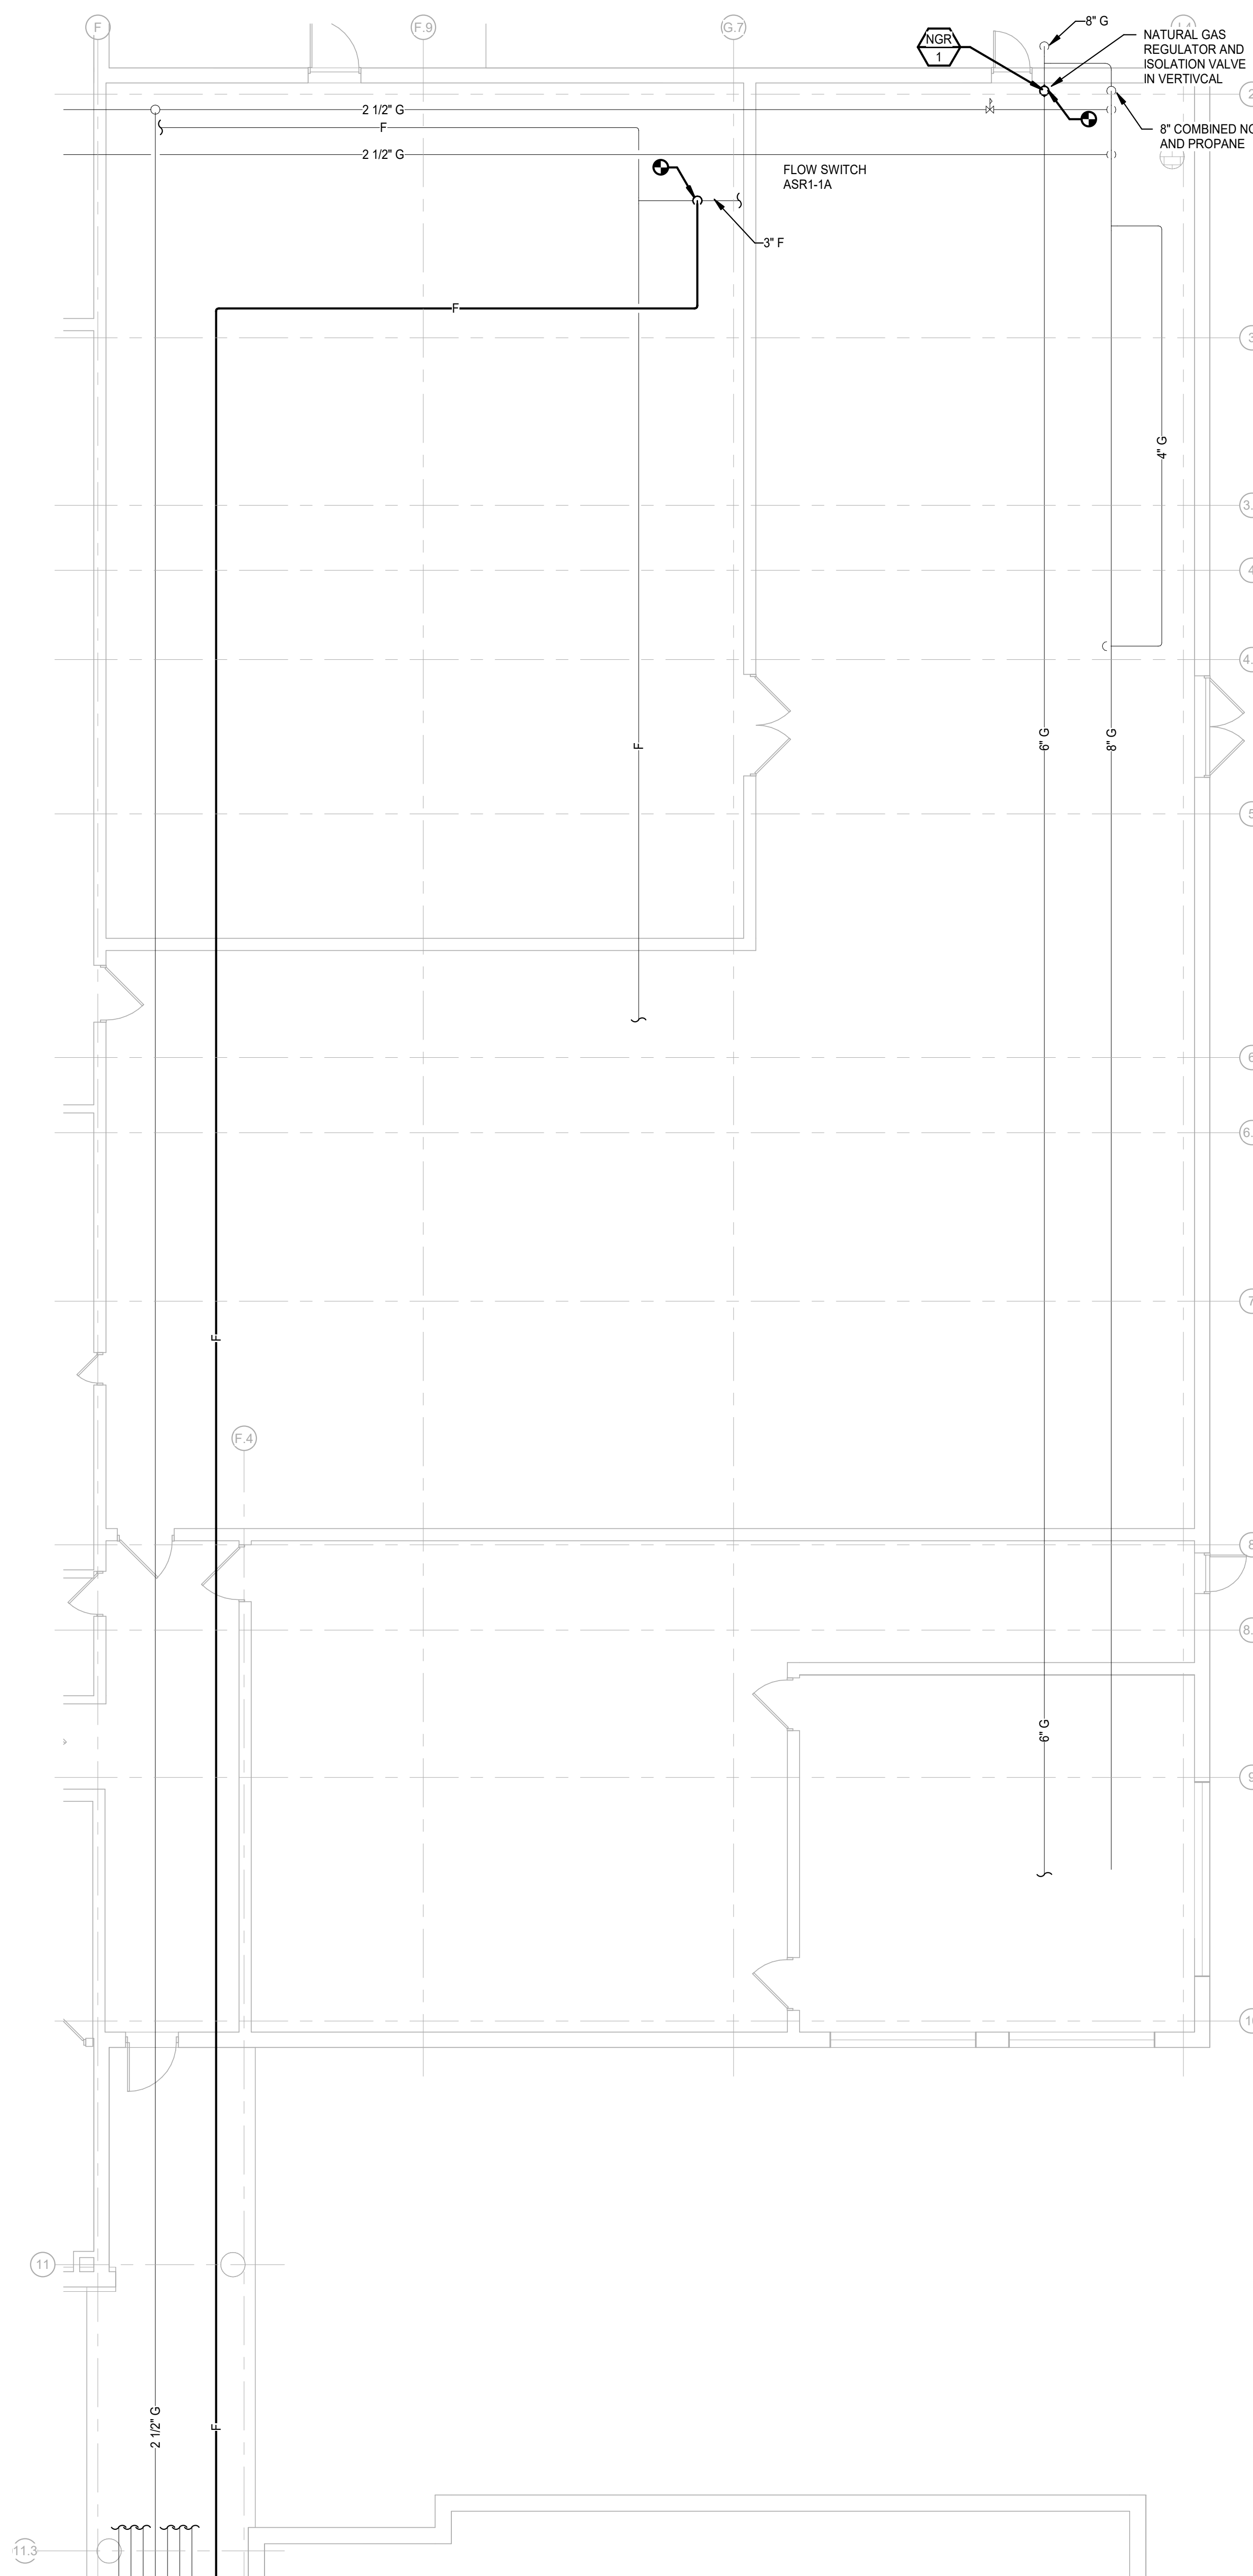 F
F.9
G.7
8" G
NGR
1
NATURAL GAS
REGULATOR AND
ISOLATION VALVE
IN VERTIVCAL
2 1/2" G
F
8" COMBINED
AND PROPANE
2 1/2" G
FLOW SWITCH
ASR1-1A
3" F
F
4" G
F
6" G
8" G
F
F.4
6" G
11
2 1/2" G
F
11.3